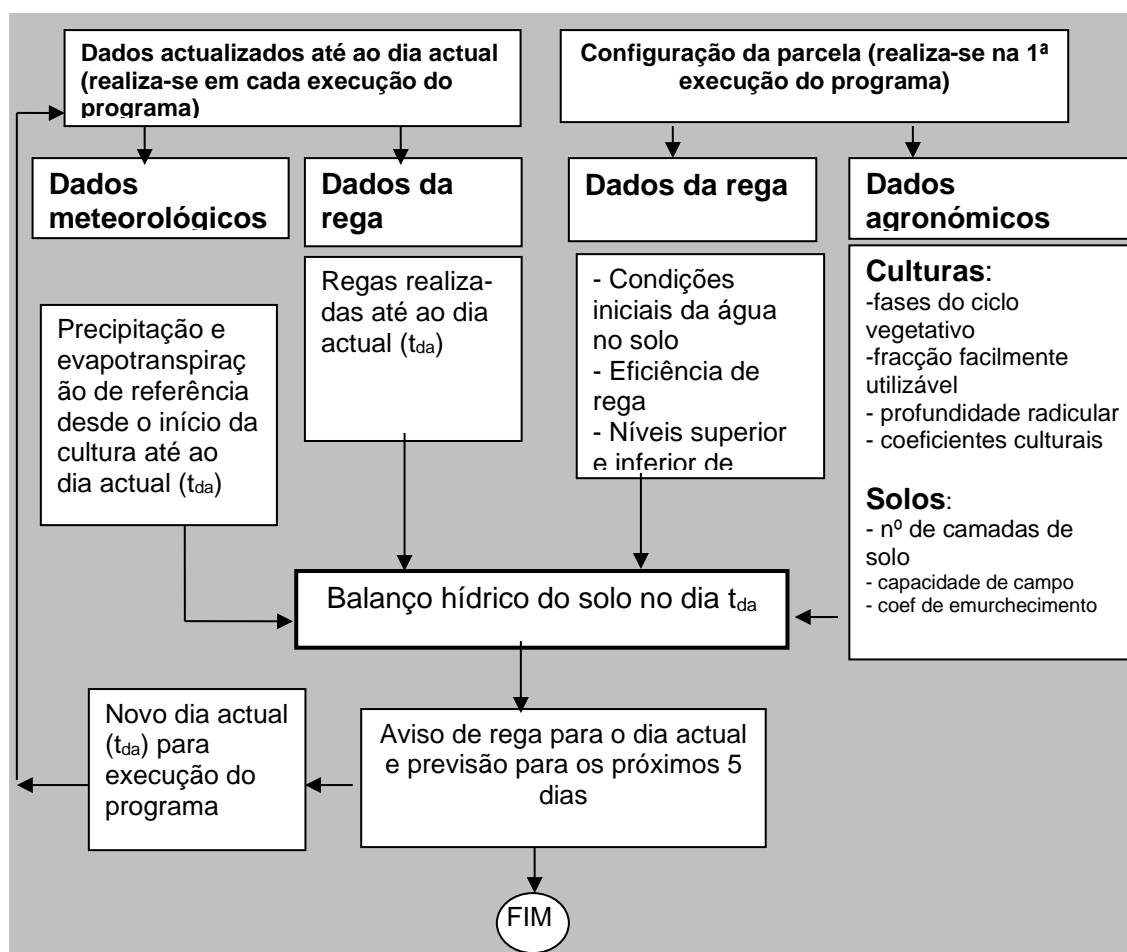 Dados actualizados até ao dia actual
(realiza-se em cada execução do
programa)
Configuração da parcela (realiza-se na 1ª
execução do programa)
Dados
meteorológicos
Dados da
rega
Dados da rega
Dados
agronómicos
Precipitação e
evapotranspiraç
ão de referência
desde o início da
cultura até ao
dia actual (tda)
Regas realiza-
das até ao dia
actual (tda)
- Condições
iniciais da água
no solo
- Eficiência de
rega
- Níveis superior
e inferior de
Culturas:
-fases do ciclo
vegetativo
-fracção facilmente
utilizável
- profundidade radicular
- coeficientes culturais
Solos:
- nº de camadas de
solo
- capacidade de campo
- coef de emurchecimento
Balanço hídrico do solo no dia tda
Novo dia actual
(tda) para
execução do
programa
Aviso de rega para o dia actual
e previsão para os próximos 5
dias
FIM